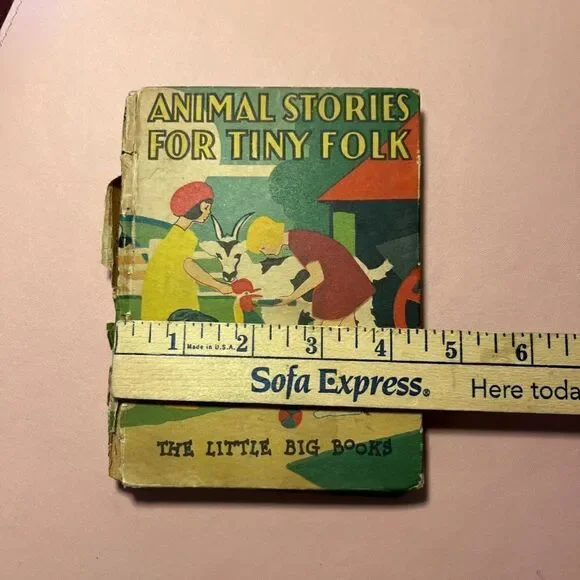 ANIMAL STORIES
FOR TINY FOLK
1 Made in U.S.A. 2 3 4 5 6
Sofa Express® Here toda
THE LITTLE BIG BOOKS